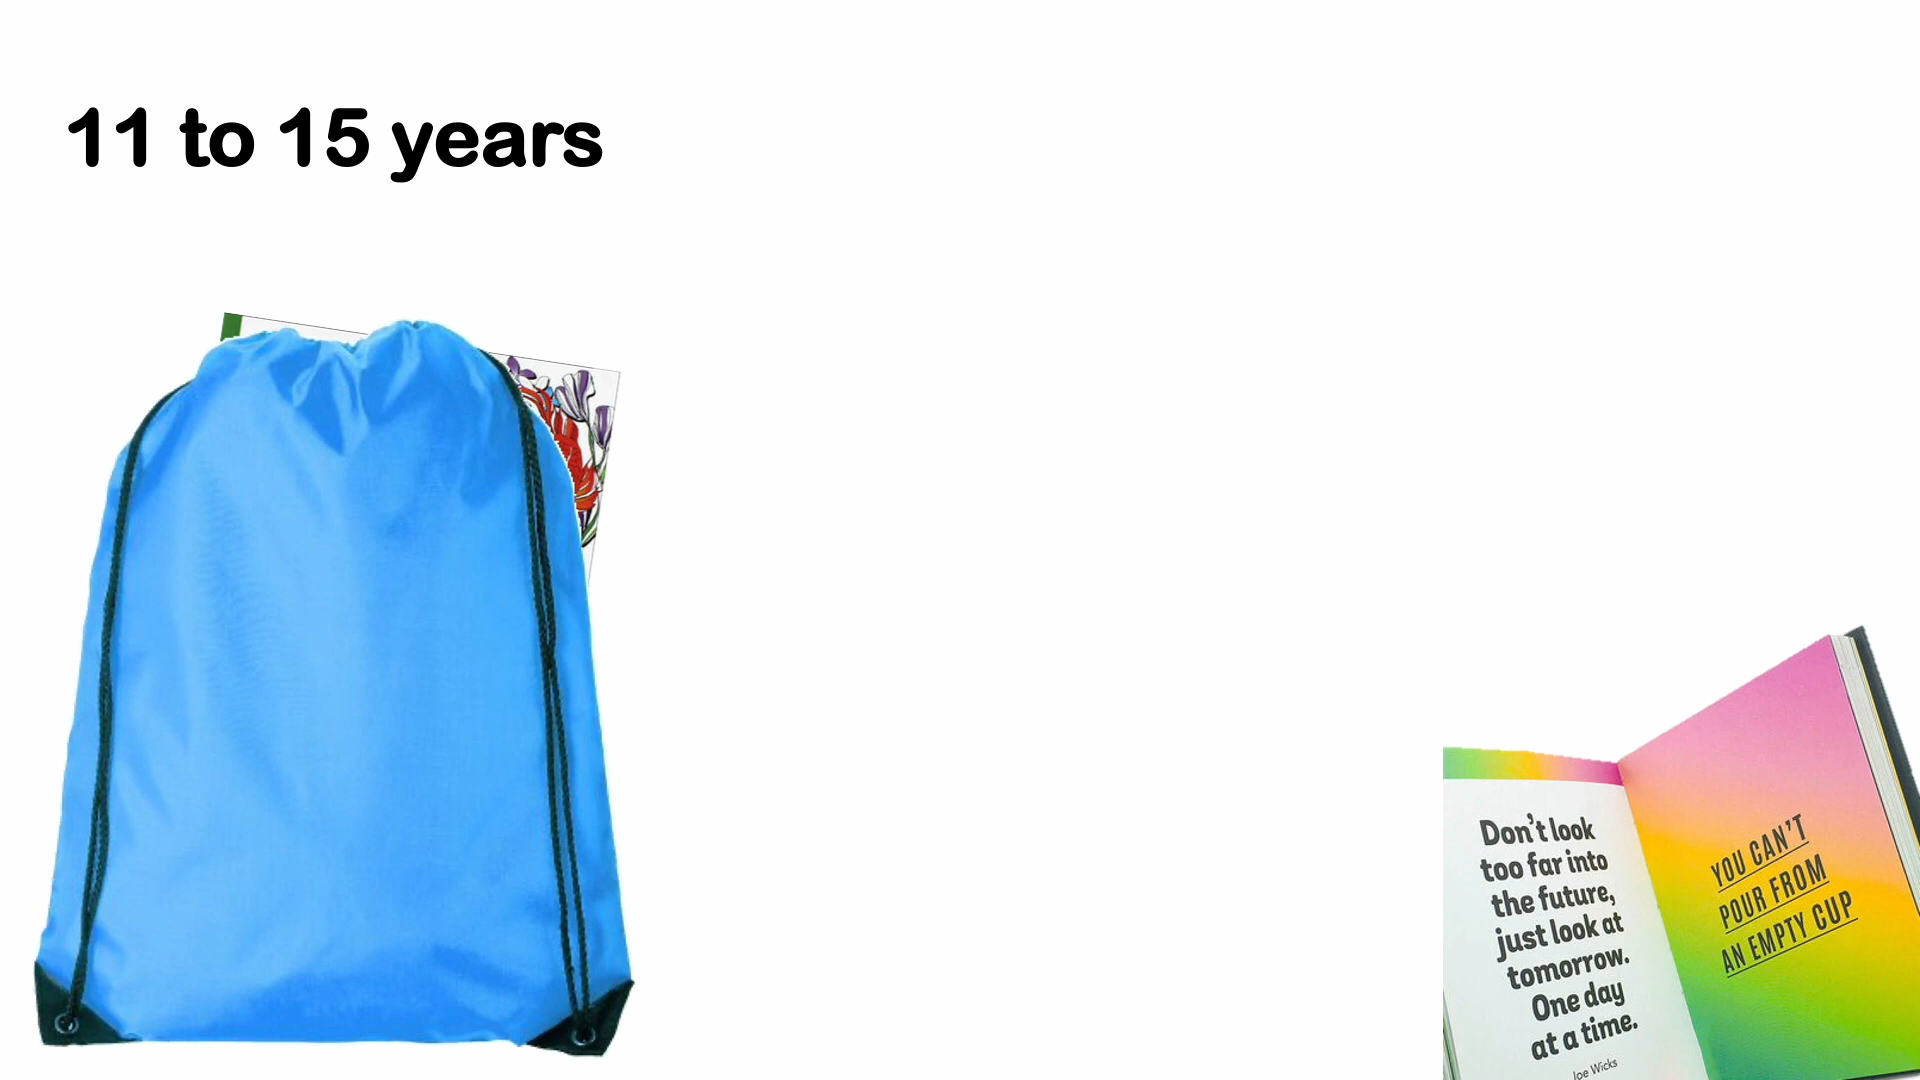 11 to 15 years
Don't look
too far into
the future,
just look at
tomorrow.
One day
at a time.
Joe Wicks
YOU CAN'T
POUR FROM
AN EMPTY CUP